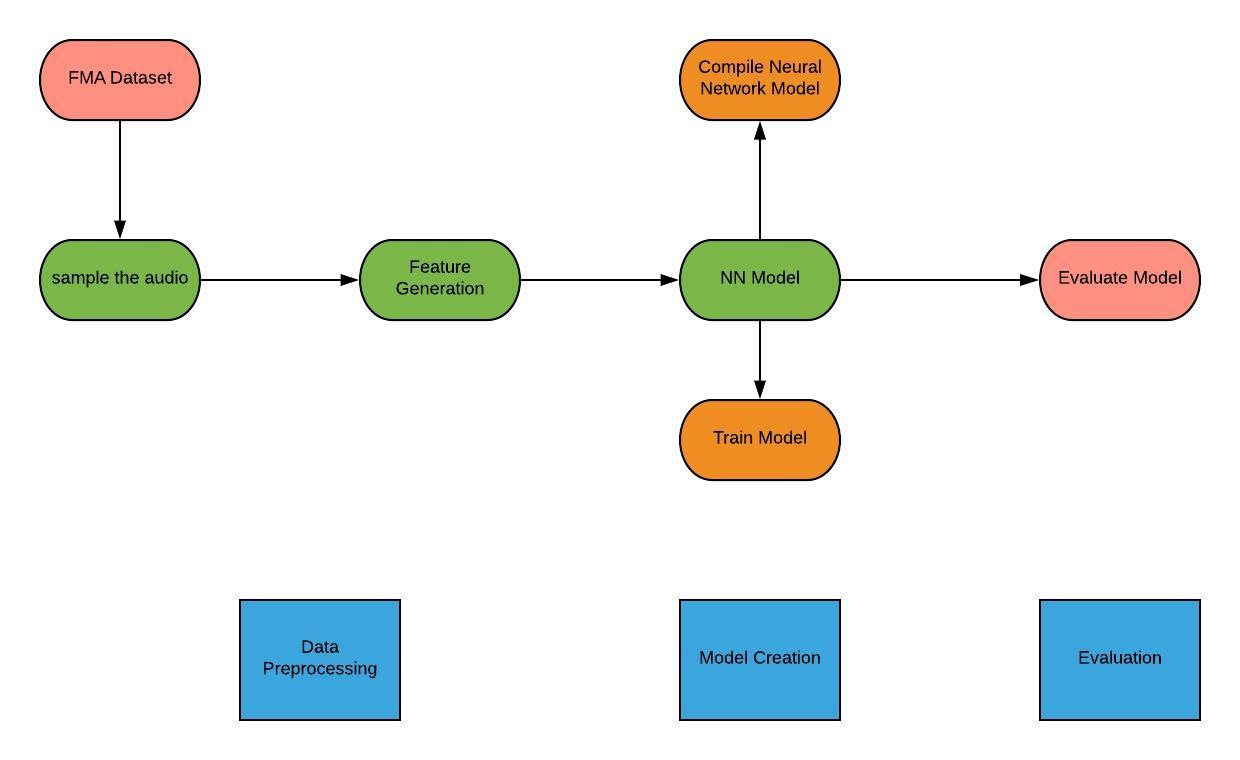 FMA Dataset
Compile Neural
Network Model
sample the audio
Feature
Generation
NN Model
Evaluate Model
Train Model
Data
Preprocessing
Model Creation
Evaluation